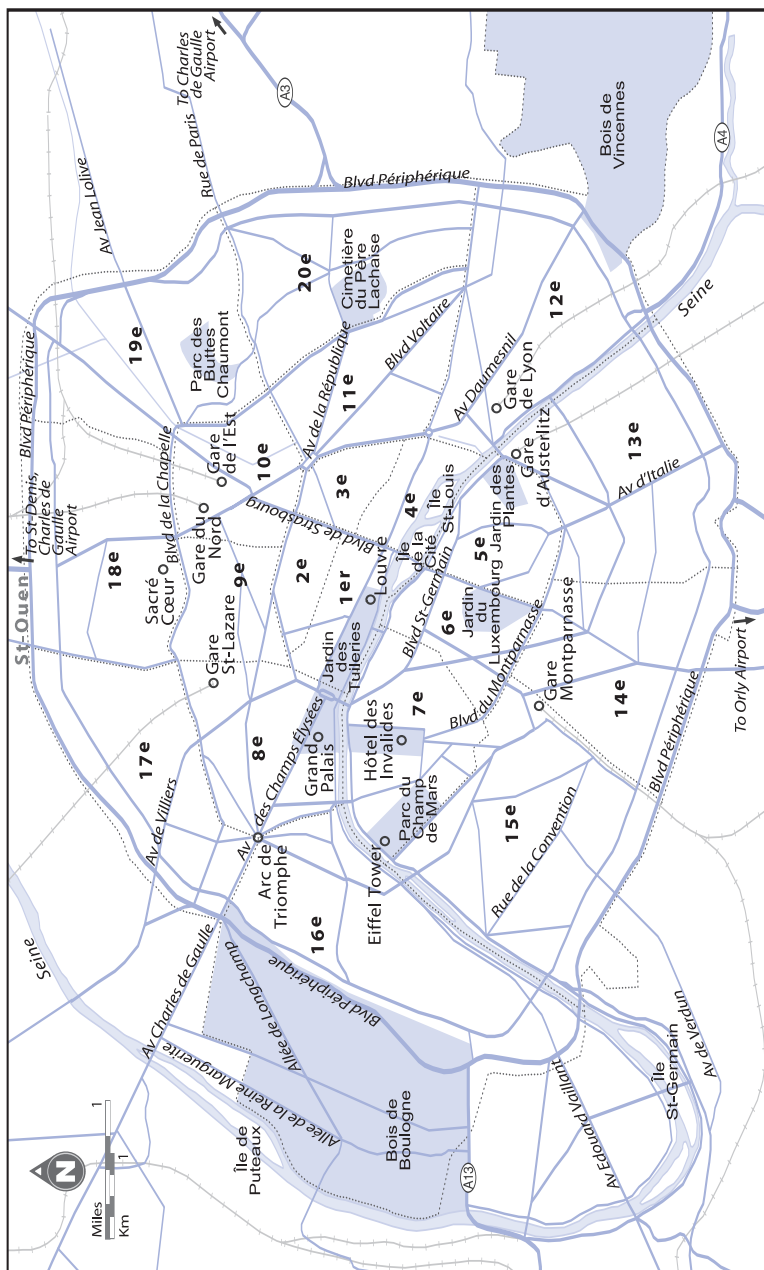 St-Ouen
To St-Denis,
Charles de
Gaulle
Airport
Blvd Périphérique
Av Jean Lolive
Rue de Paris
To Charles
de Gaulle
Airport
A3
Seine
17e
Av de Villiers
18e
Sacré
Cœur
Blvd de la Chapelle
19e
Parc des
Buttes
Chaumont
Gare du
Nord
Gare
de l'Est
10e
Gare
St-Lazare
9e
Av Charles de Gaulle
Arc de
Triomphe
Av des Champs Elysées
8e
2e
Blvd de Strasbourg
3e
Av de la République
11e
20e
Cimetière
du Père
Lachaise
Blvd Périphérique
Blvd Voltaire
Miles
Km
1
1
N
Île de
Puteaux
Allée de la Reine Marguerite
Allée de Longchamp
Bois de
Boulogne
Blvd Périphérique
16e
Grand
Palais
Jardin
des
Tuileries
1er
Louvre
4e
Île
de la
Cité
Île
St-Louis
Eiffel Tower
Parc du
Champ
de Mars
Hôtel des
Invalides
7e
Blvd St-Germain
6e
Jardin
du
Luxembourg
5e
Jardin des
Plantes
Gare
d'Austerlitz
Gare
de Lyon
Av Daumesnil
12e
Bois de
Vincennes
A4
Seine
A13
15e
Rue de la Convention
Blvd du Montparnasse
Gare
Montparnasse
14e
13e
Av d'Italie
Blvd Périphérique
To Orly Airport
Av Edouard Vaillant
Île
St-Germain
Av de Verdun